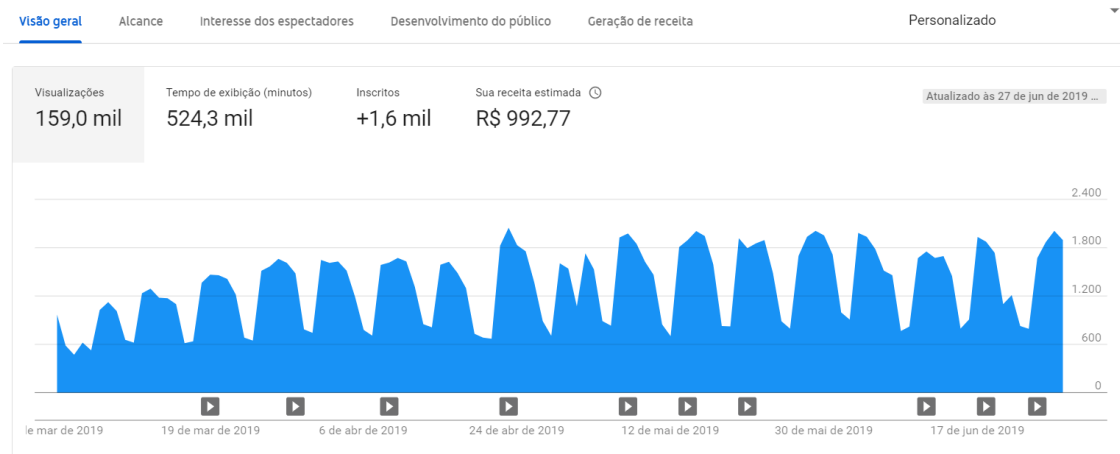 Visão geral
Alcance
Interesse dos espectadores
Desenvolvimento do público
Geração de receita
Personalizado
Visualizações
159,0 mil
Tempo de exibição (minutos)
524,3 mil
Inscritos
+1,6 mil
Sua receita estimada
R$ 992,77
Atualizado às 27 de jun de 2019 ...
2.400
1.800
1.200
600
0
de mar de 2019
19 de mar de 2019
6 de abr de 2019
24 de abr de 2019
12 de mai de 2019
30 de mai de 2019
17 de jun de 2019